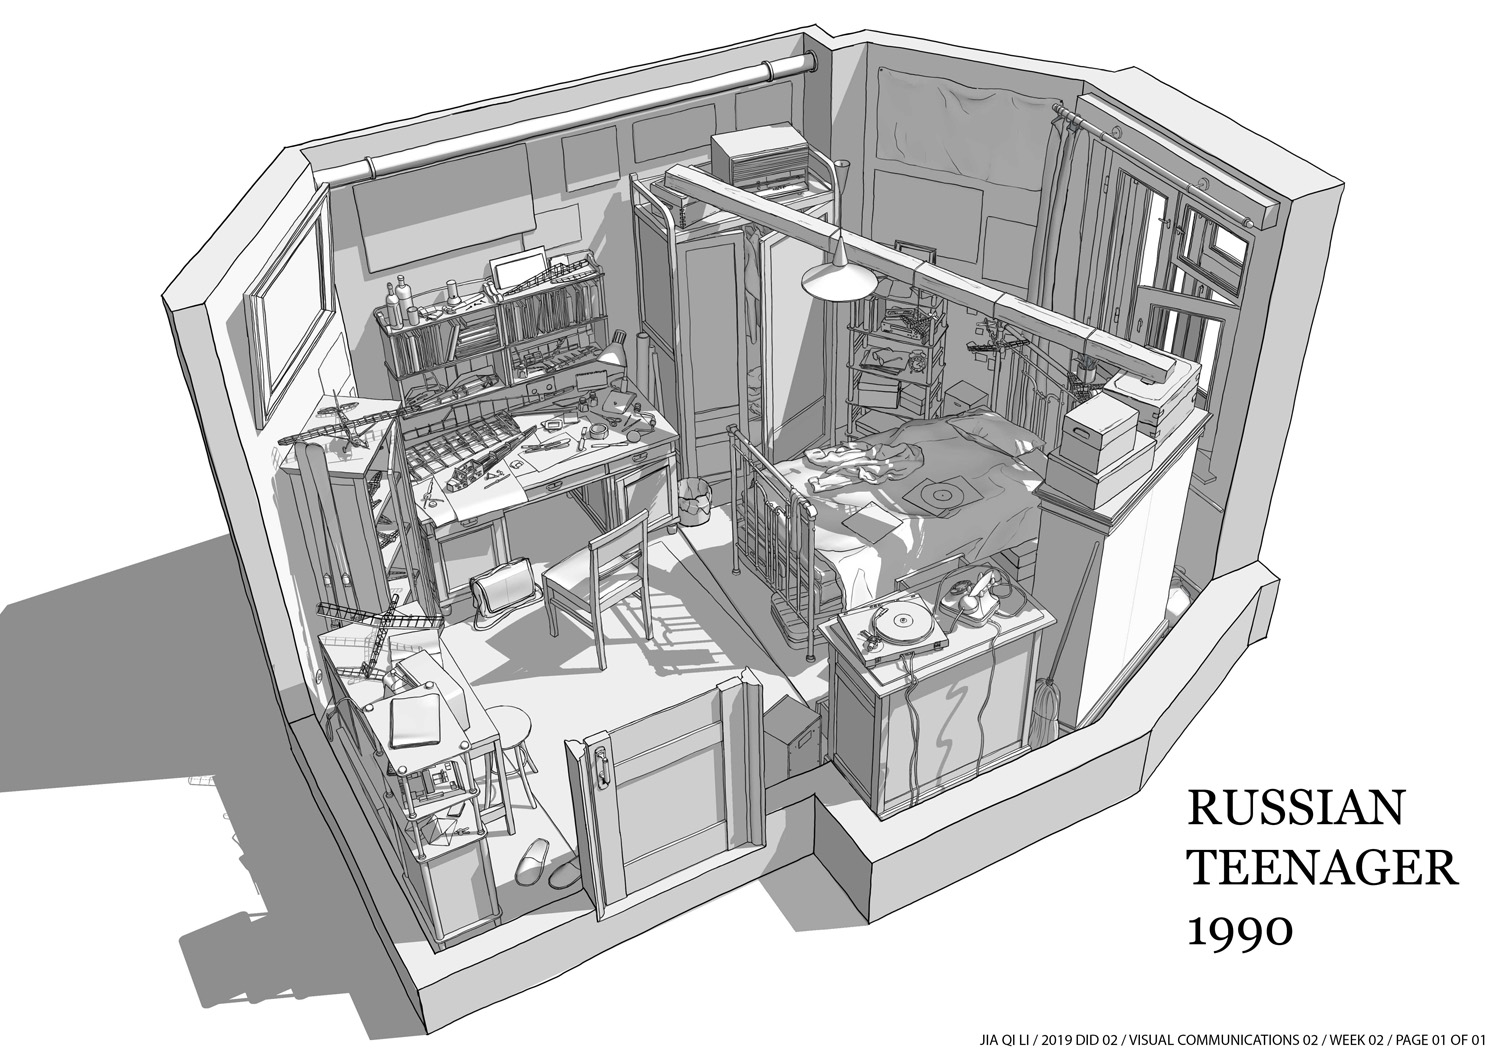 RUSSIAN
TEENAGER
1990
JIA QI LI / 2019 DID 02 / VISUAL COMMUNICATIONS 02 / WEEK 02 / PAGE 01 OF 01